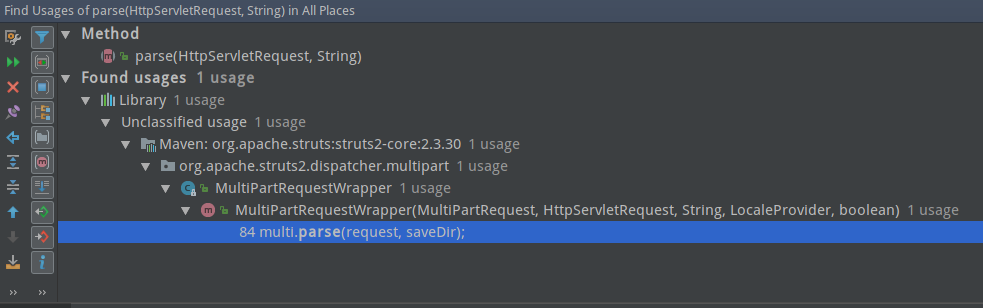 Find Usages of parse(HttpServletRequest, String) in All Places
Method
parse(HttpServletRequest, String)
Found usages 1 usage
Library 1 usage
Unclassified usage 1 usage
Maven: org.apache.struts:struts2-core:2.3.30 1 usage
org.apache.struts2.dispatcher.multipart 1 usage
MultiPartRequestWrapper 1 usage
MultiPartRequestWrapper(MultiPartRequest, HttpServletRequest, String, LocaleProvider, boolean) 1 usage
84 multi.parse(request, saveDir);